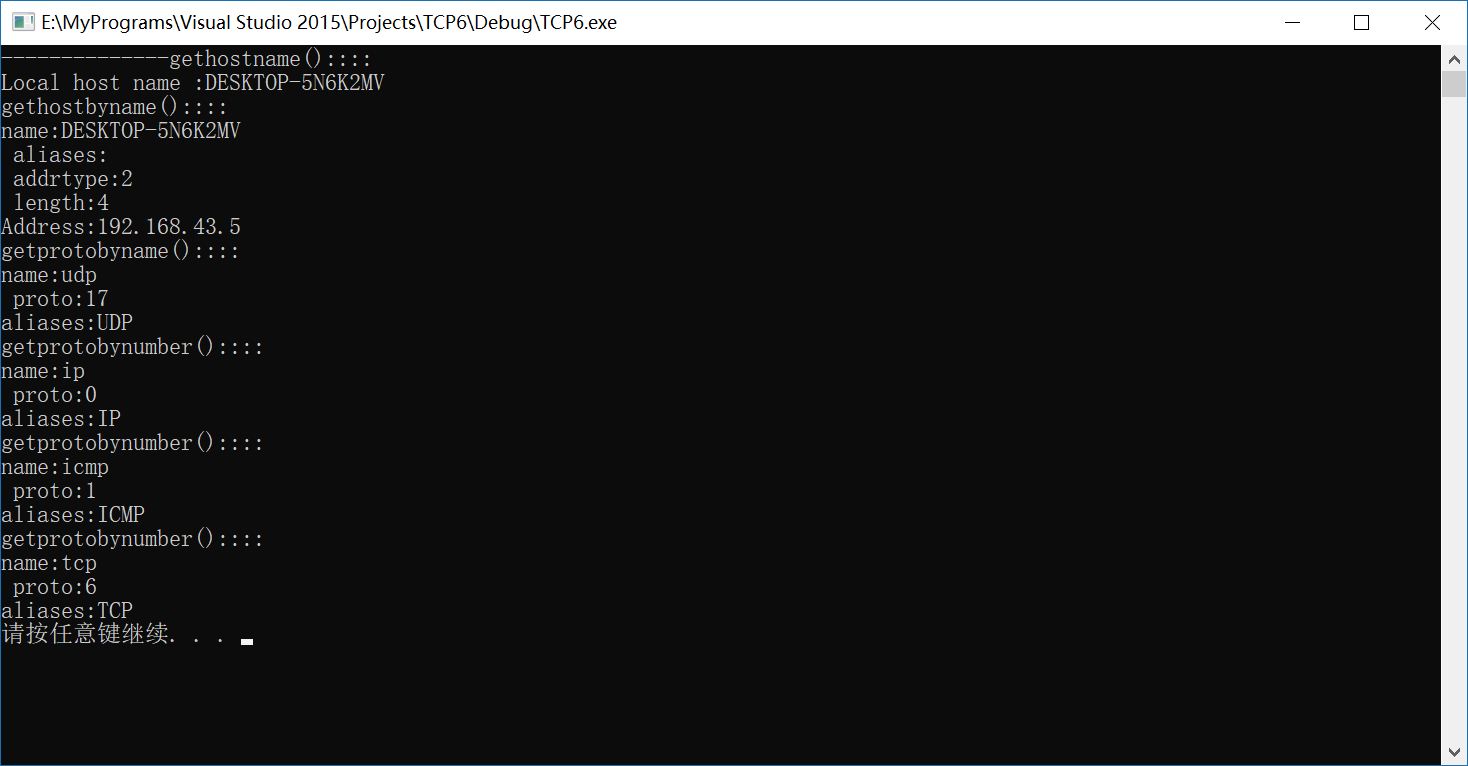 E:\MyPrograms\Visual Studio 2015\Projects\TCP6\Debug\TCP6.exe
--------------gethostname()::::
Local host name :DESKTOP-5N6K2MV
gethostbyname()::::
name:DESKTOP-5N6K2MV
 aliases:
 addrtype:2
 length:4
Address:192.168.43.5
getprotobyname()::::
name:udp
 proto:17
aliases:UDP
getprotobynumber()::::
name:ip
 proto:0
aliases:IP
getprotobynumber()::::
name:icmp
 proto:1
aliases:ICMP
getprotobynumber()::::
name:tcp
 proto:6
aliases:TCP
请按任意键继续. . .